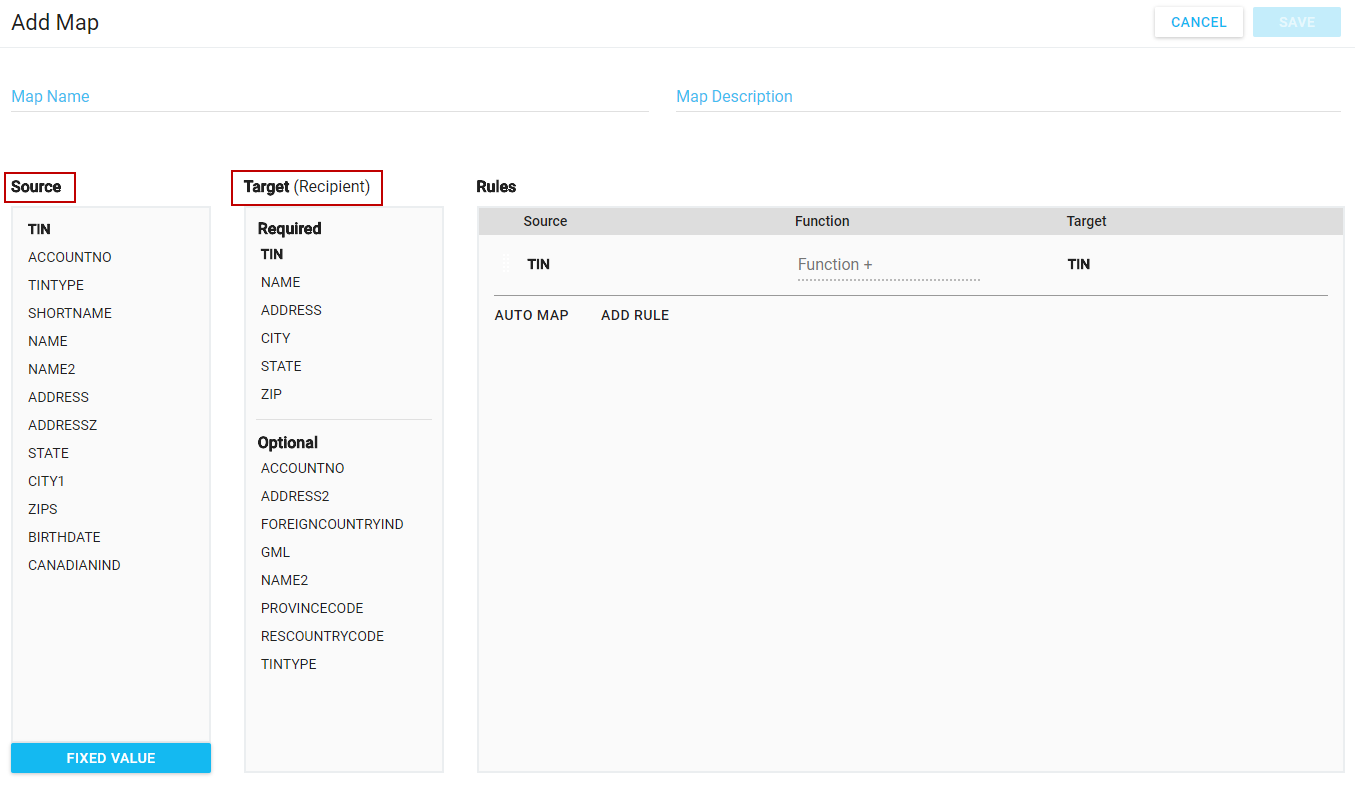 Add Map
CANCEL
SAVE
Map Name
Map Description
Source
TIN
ACCOUNTNO
TINTYPE
SHORTNAME
NAME
NAME2
ADDRESS
ADDRESSZ
STATE
CITY1
ZIPS
BIRTHDATE
CANADIANIND
FIXED VALUE
Target (Recipient)
Required
TIN
NAME
ADDRESS
CITY
STATE
ZIP
Optional
ACCOUNTNO
ADDRESS2
FOREIGNCOUNTRYIND
GML
NAME2
PROVINCECODE
RESCOUNTRYCODE
TINTYPE
Rules
Source Function Target
TIN Function + TIN
AUTO MAP ADD RULE